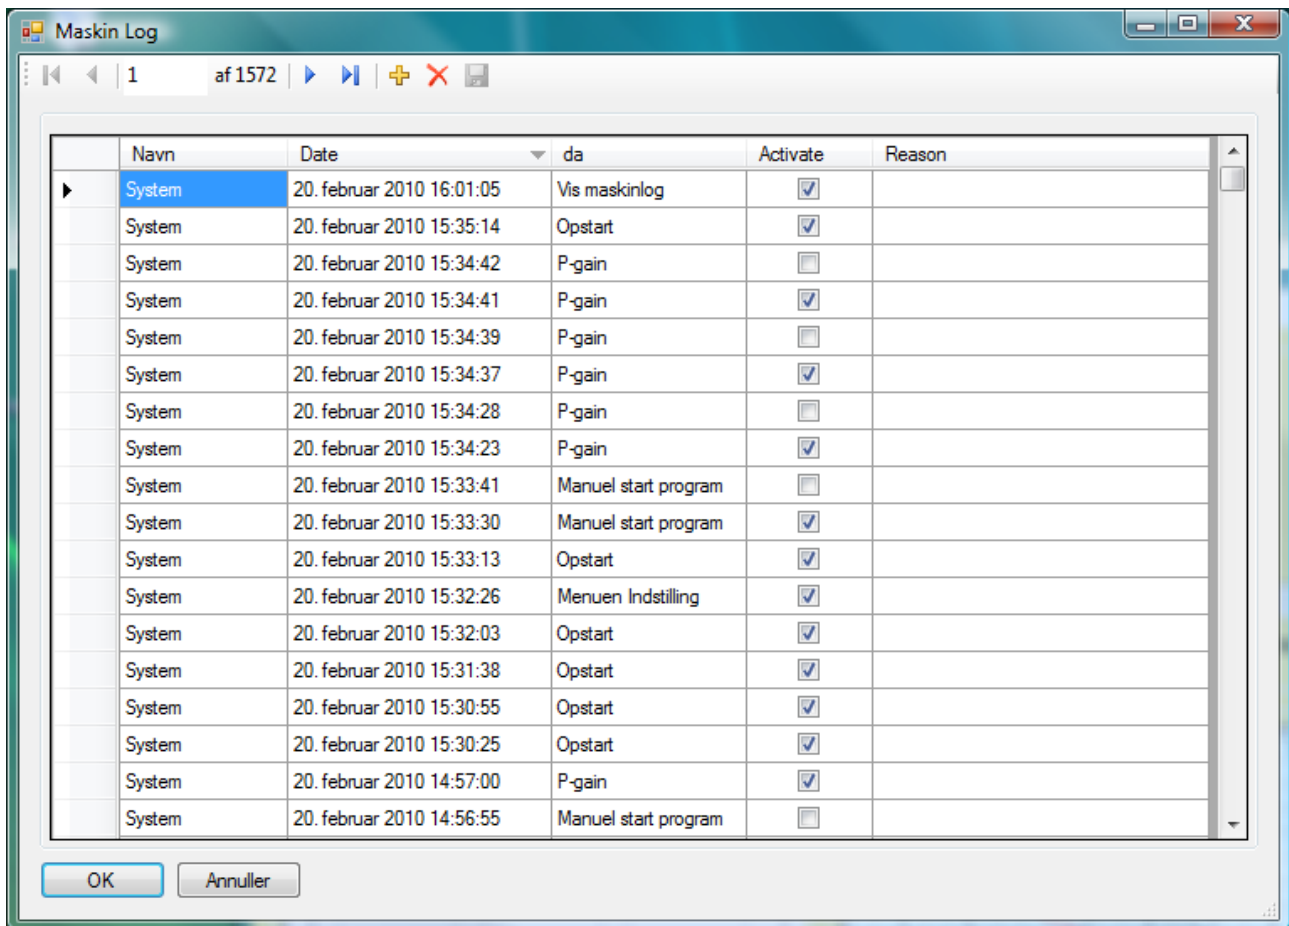 Maskin Log
1 af 1572
Navn Date da Activate Reason
System 20. februar 2010 16:01:05 Vis maskinlog
System 20. februar 2010 15:35:14 Opstart
System 20. februar 2010 15:34:42 P-gain
System 20. februar 2010 15:34:41 P-gain
System 20. februar 2010 15:34:39 P-gain
System 20. februar 2010 15:34:37 P-gain
System 20. februar 2010 15:34:28 P-gain
System 20. februar 2010 15:34:23 P-gain
System 20. februar 2010 15:33:41 Manuel start program
System 20. februar 2010 15:33:30 Manuel start program
System 20. februar 2010 15:33:13 Opstart
System 20. februar 2010 15:32:26 Menuen Indstilling
System 20. februar 2010 15:32:03 Opstart
System 20. februar 2010 15:31:38 Opstart
System 20. februar 2010 15:30:55 Opstart
System 20. februar 2010 15:30:25 Opstart
System 20. februar 2010 14:57:00 P-gain
System 20. februar 2010 14:56:55 Manuel start program
OK Annuller